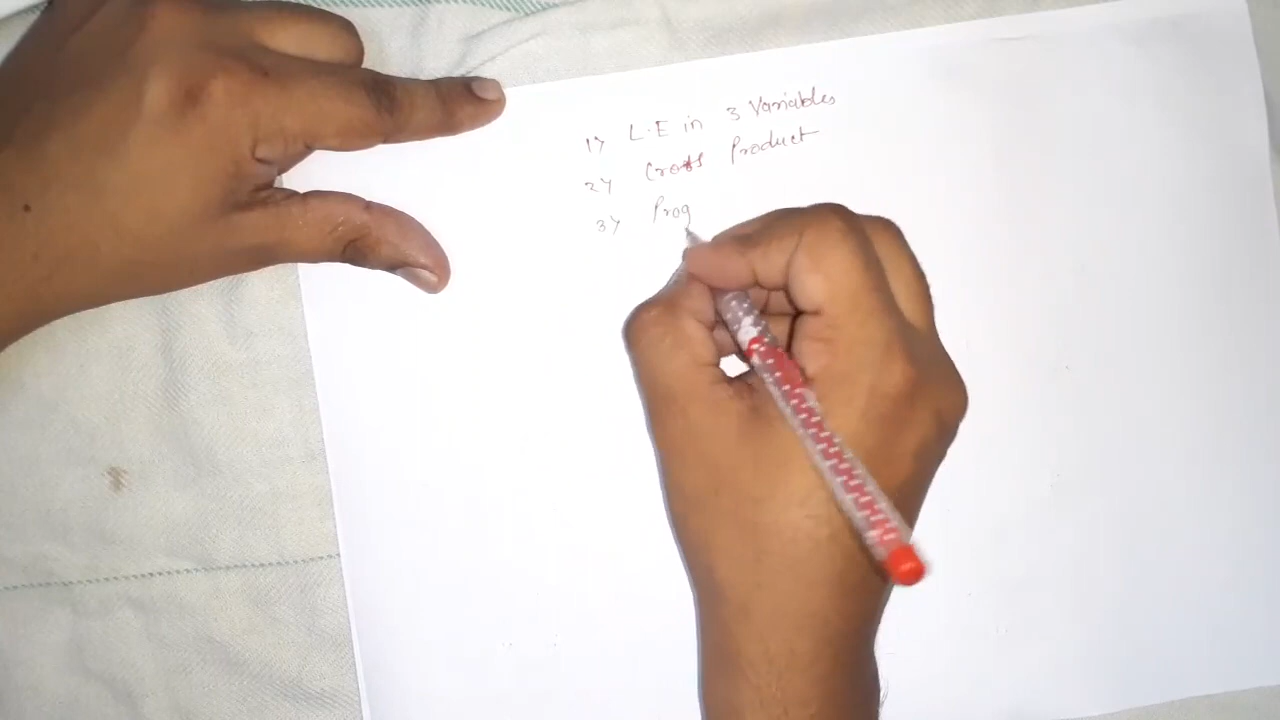 1) L.E in 3 Variables
2) Cross Product
3) Prog